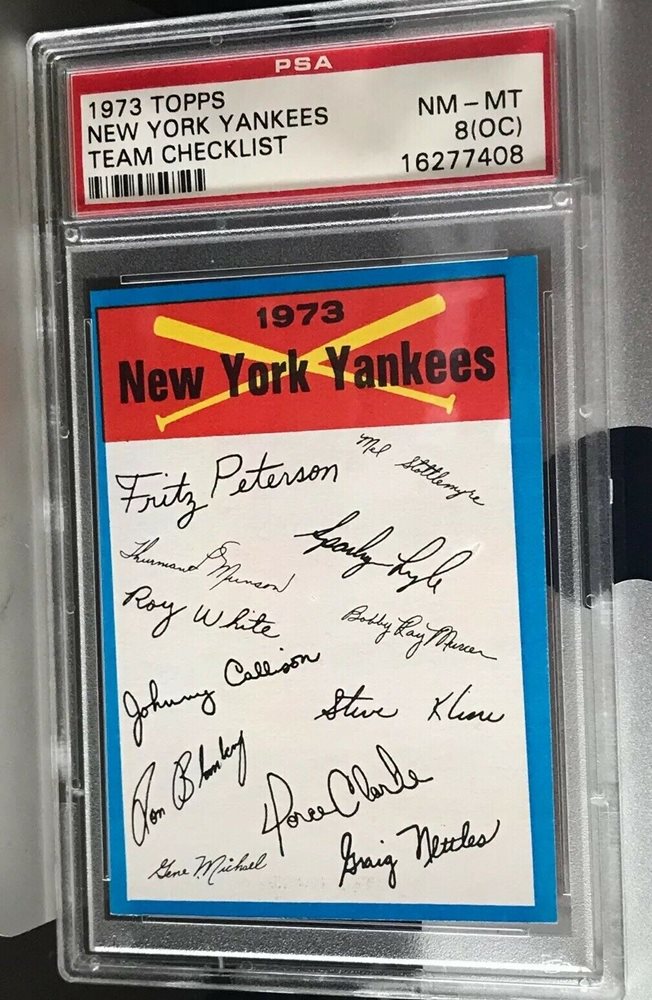 PSA
1973 TOPPS
NEW YORK YANKEES
TEAM CHECKLIST
NM - MT
8(OC)
16277408
1973
New York Yankees
Fritz Peterson
Mel Stottlemyre
Thurman Munson
Sparky Lyle
Roy White
Bobby Ray Murcer
Johnny Callison
Steve Kline
Ron Blomberg
Horace Clarke
Gene Michael
Graig Nettles